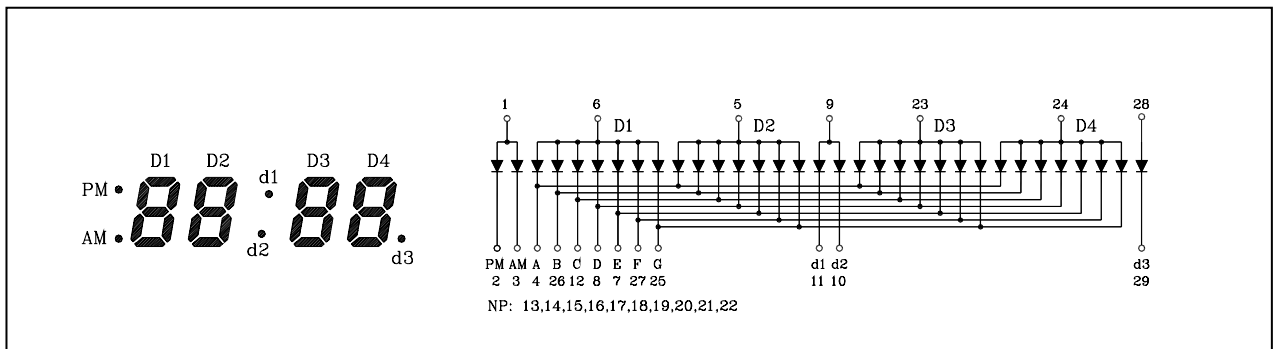 D1 D2 D3 D4
d1
PM
AM
d2
d3
1 6 5 9 23 24 28
D1 D2 D3 D4
PM AM A B C D E F G d1 d2 d3
2 3 4 26 12 8 7 27 25 11 10 29
NP: 13,14,15,16,17,18,19,20,21,22